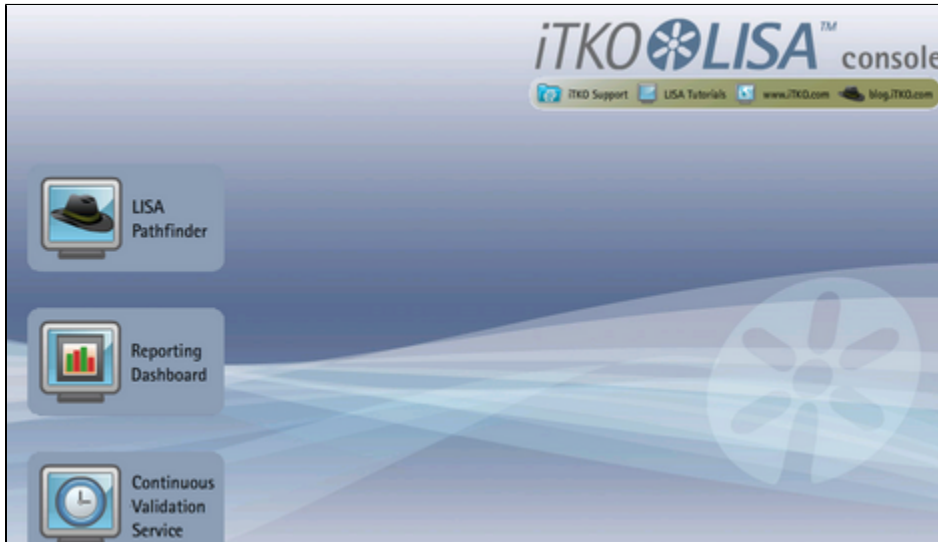 iTKO LISA™ console
iTKO Support LISA Tutorials www.iTKO.com blog.iTKO.com
LISA
Pathfinder
Reporting
Dashboard
Continuous
Validation
Service